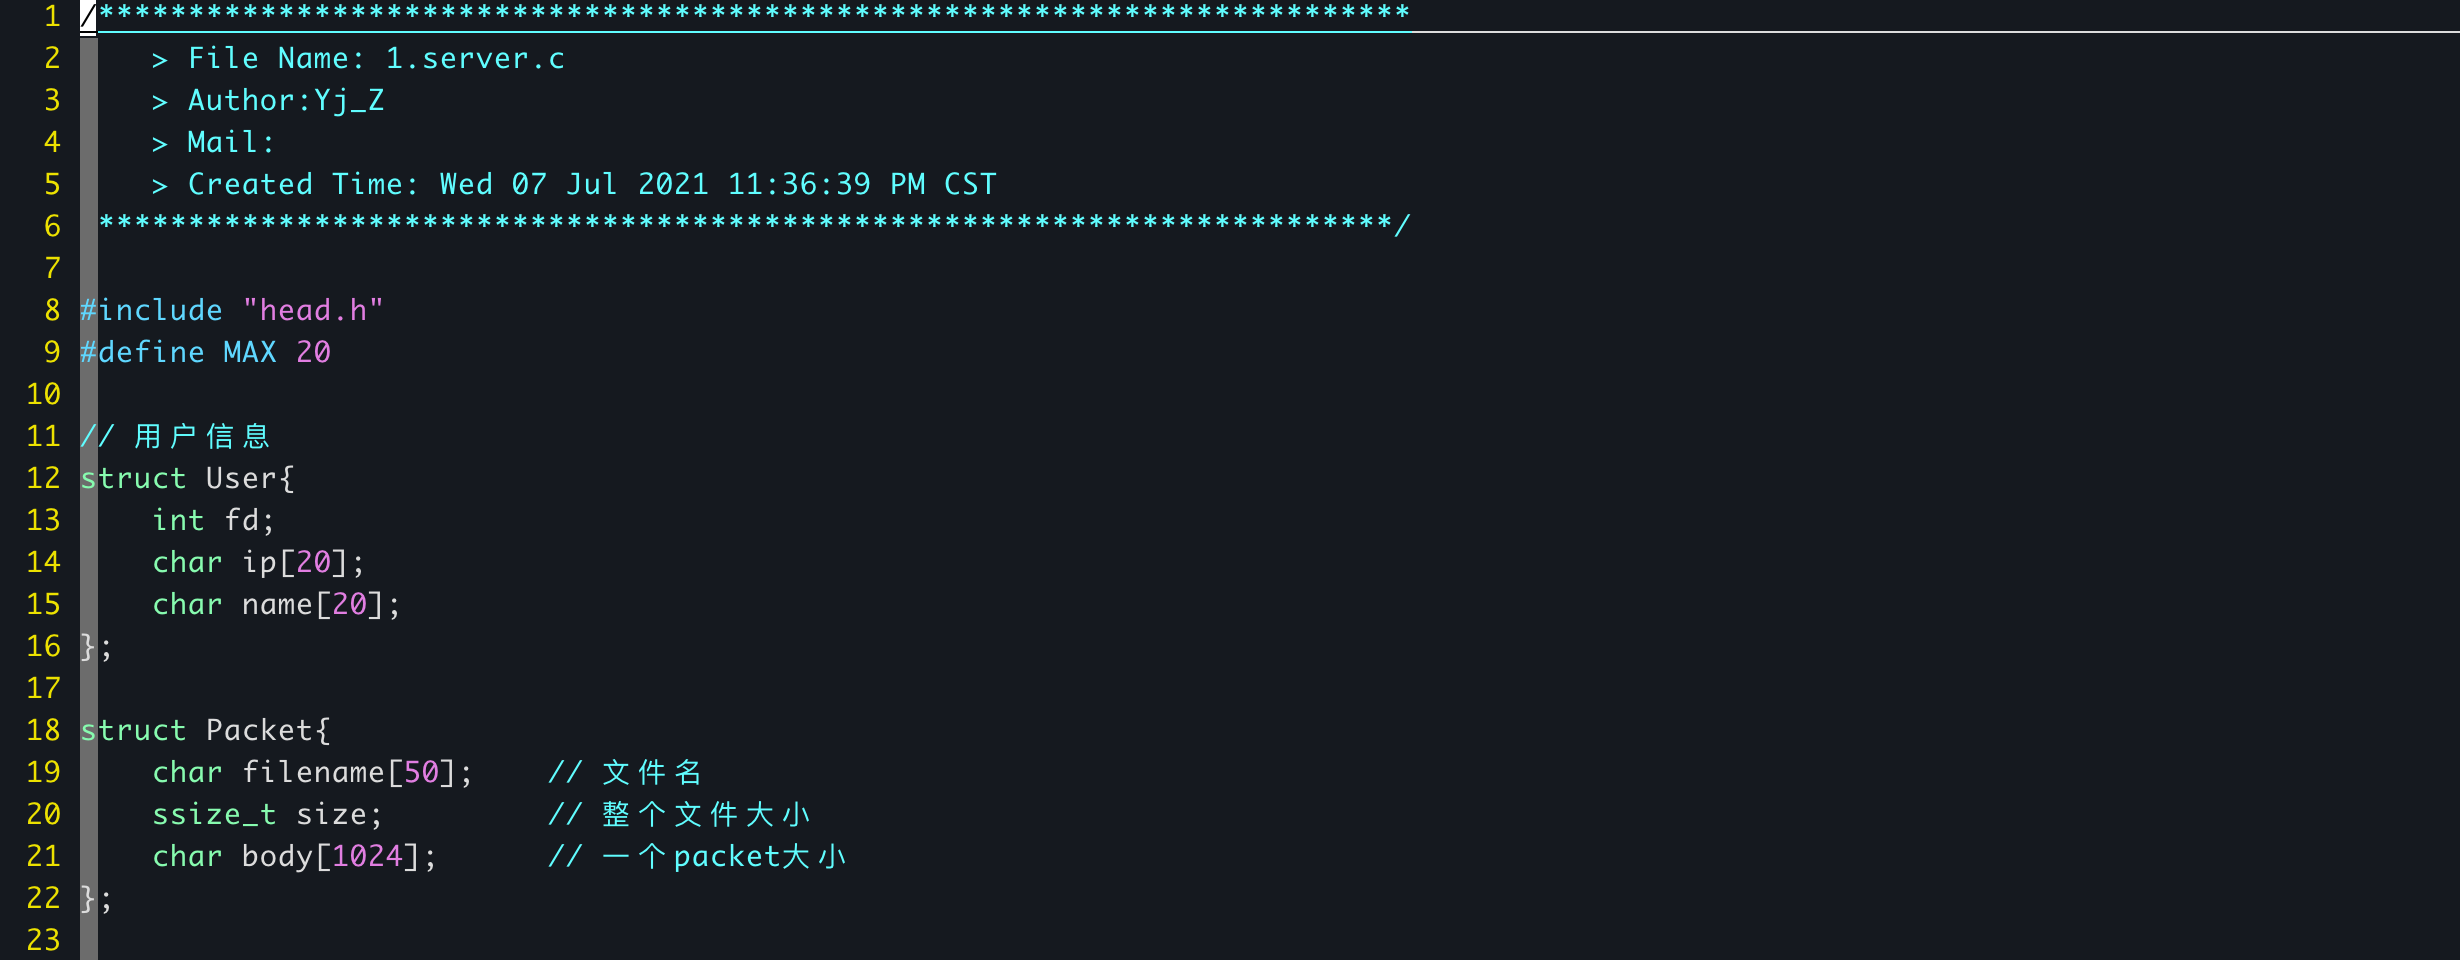 1 /*************************************************************************
2     > File Name: 1.server.c
3     > Author:Yj_Z
4     > Mail:
5     > Created Time: Wed 07 Jul 2021 11:36:39 PM CST
6  ************************************************************************/
7
8 #include "head.h"
9 #define MAX 20
10
11 // 用户信息
12 struct User{
13     int fd;
14     char ip[20];
15     char name[20];
16 };
17
18 struct Packet{
19     char filename[50];    // 文件名
20     ssize_t size;         // 整个文件大小
21     char body[1024];      // 一个packet大小
22 };
23